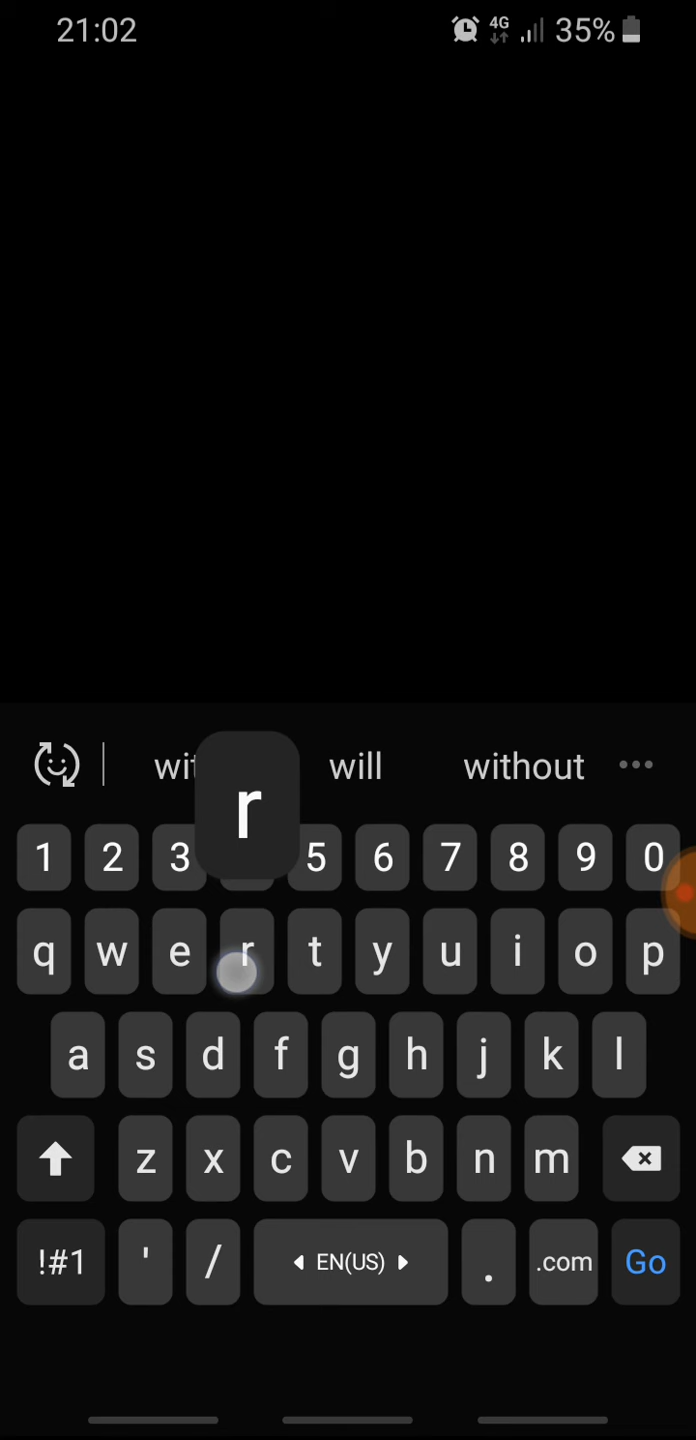 21:02 4G 35%
will without •••
r
1 2 3 5 6 7 8 9 0
q w e r t y u i o p
a s d f g h j k l
z x c v b n m
!#1 ' / EN(US) . .com Go